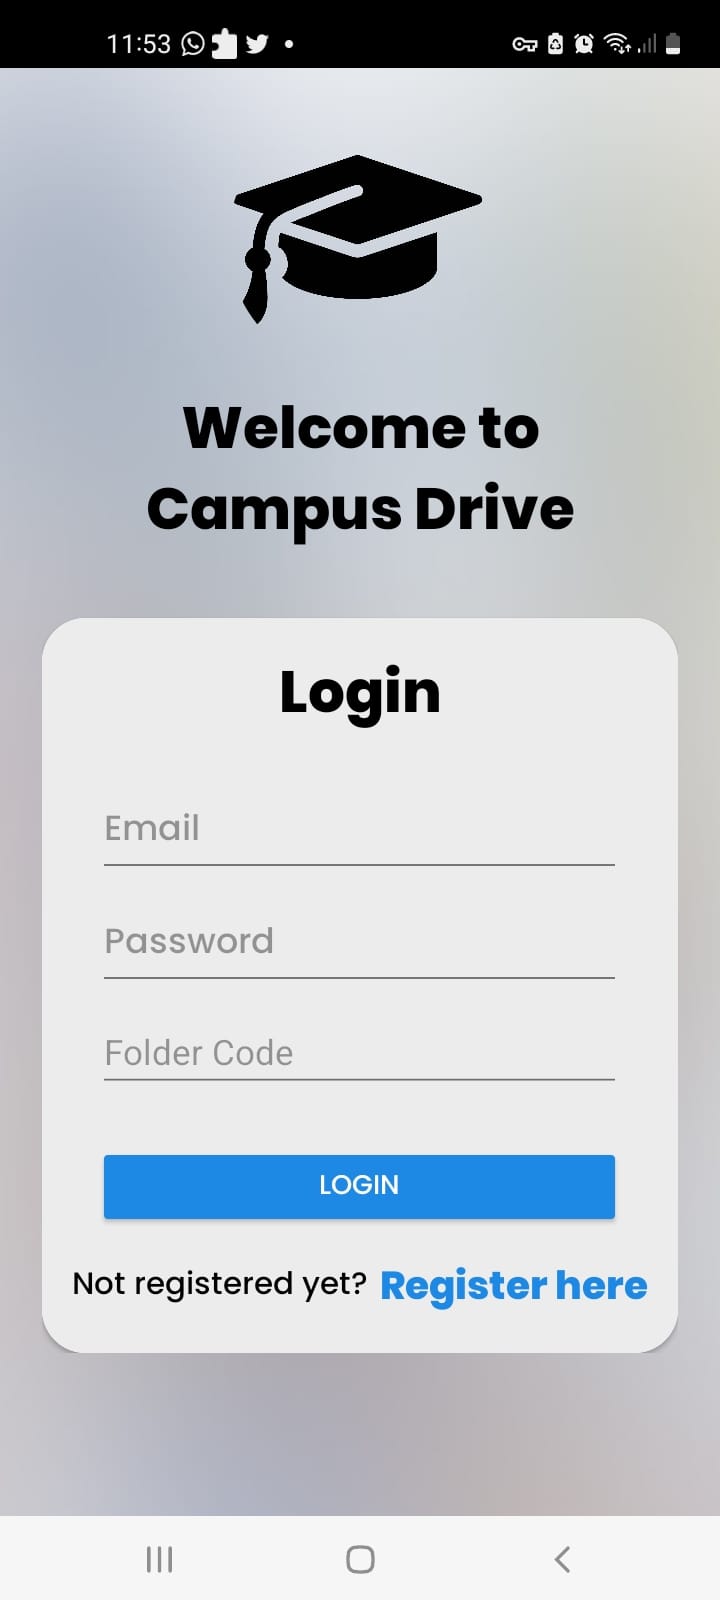 11:53
Welcome to
Campus Drive
Login
Email
Password
Folder Code
LOGIN
Not registered yet? Register here